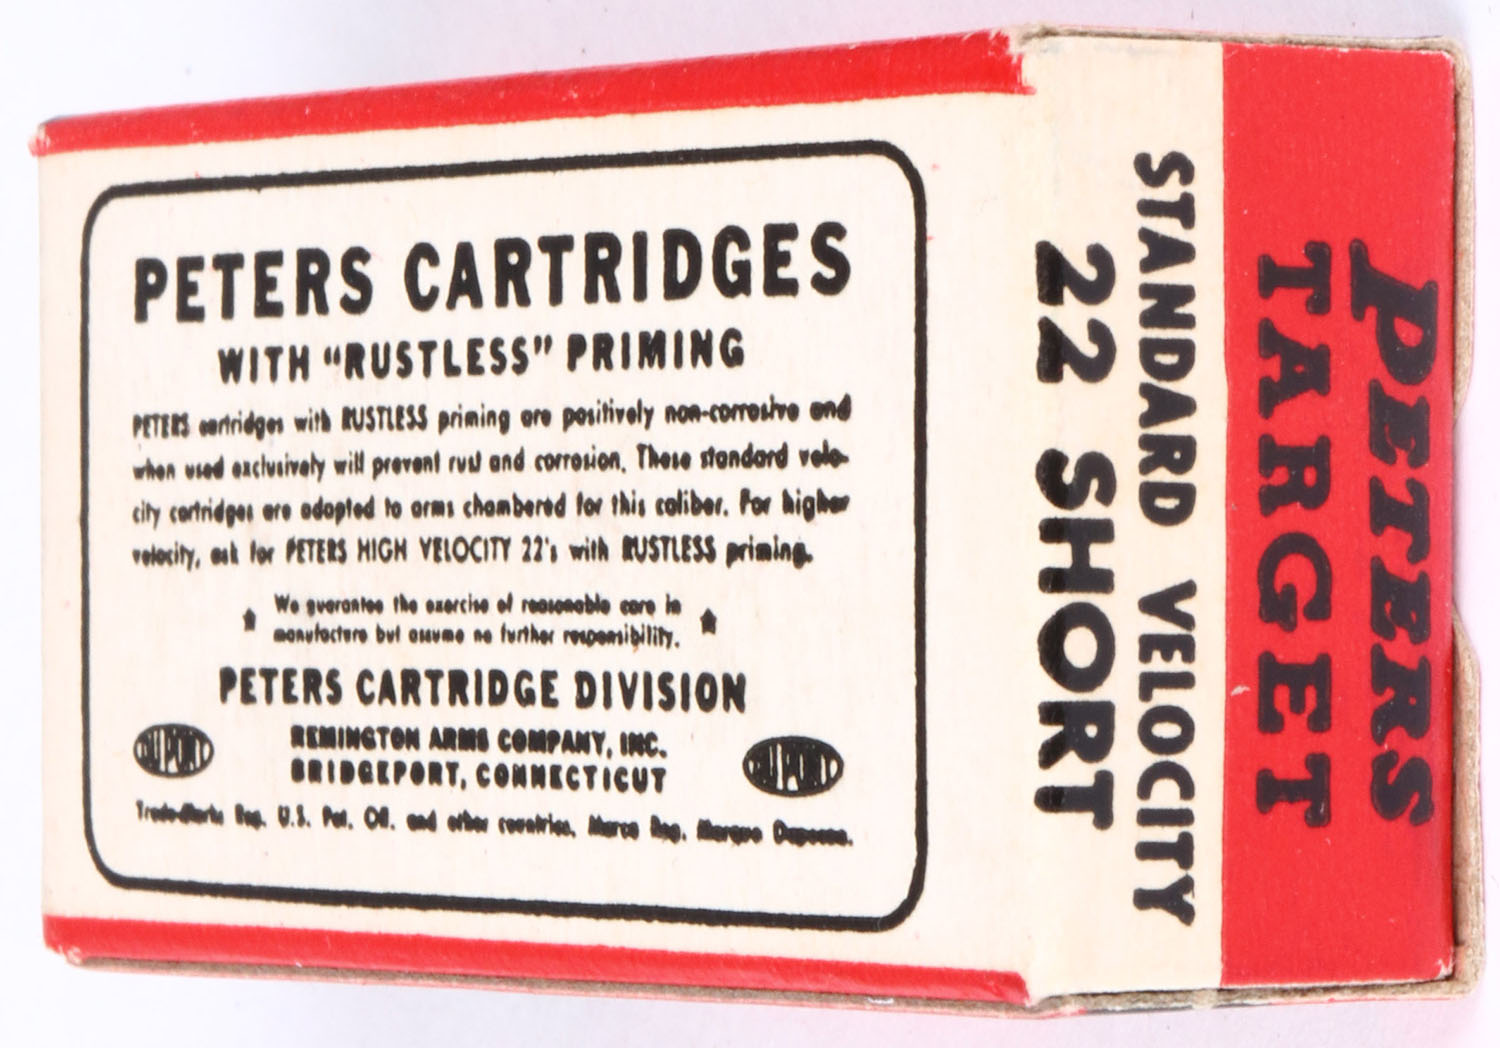 PETERS CARTRIDGES
WITH "RUSTLESS" PRIMING
PETERS cartridges with RUSTLESS priming are positively non-corrosive and
when used exclusively will prevent rust and corrosion. These standard velo-
city cartridges are adapted to arms chambered for this caliber. For higher
velocity, ask for PETERS HIGH VELOCITY 22's with RUSTLESS priming.
We guarantee the exercise of reasonable care in
manufacture but assume no further responsibility.
PETERS CARTRIDGE DIVISION
REMINGTON ARMS COMPANY, INC.
BRIDGEPORT, CONNECTICUT
DU PONT
DU PONT
Trade-Marks Reg. U.S. Pat. Off. and other countries. Marca Reg. Marque Deposee.
PETERS
TARGET
STANDARD VELOCITY
22 SHORT